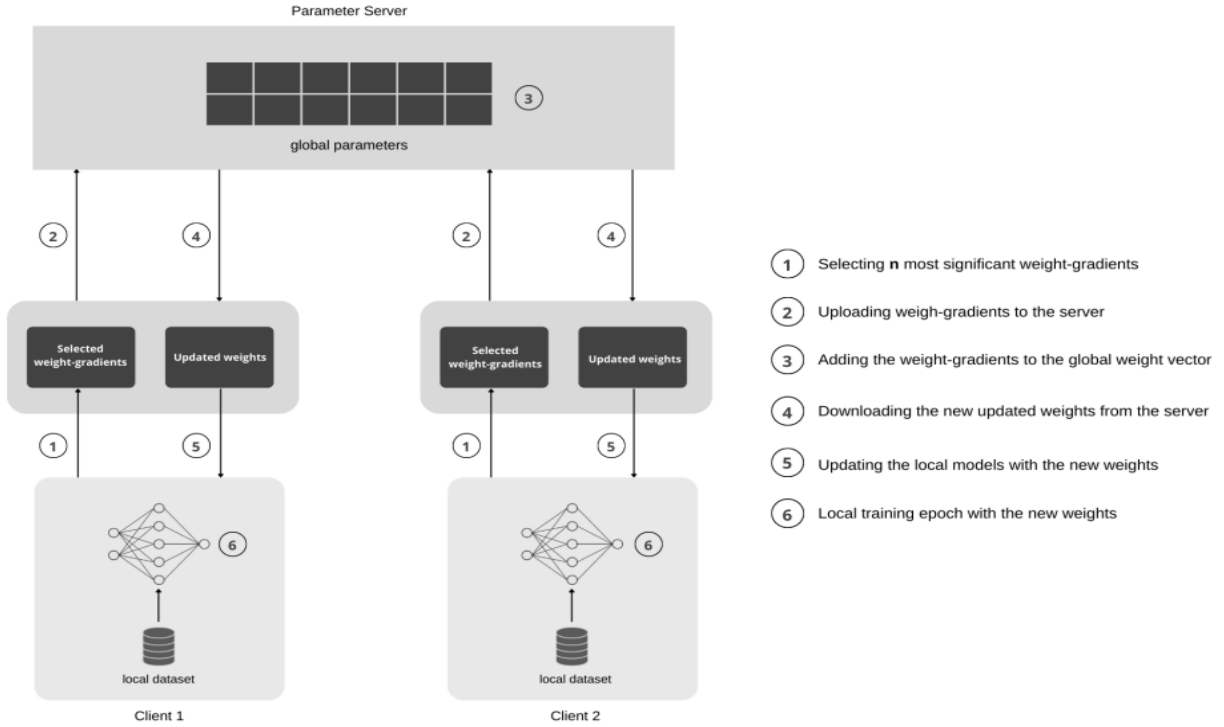 Parameter Server
3
global parameters
2
4
2
4
Selected
weight-gradients
Updated weights
Selected
weight-gradients
Updated weights
1
5
1
5
6
6
local dataset
local dataset
Client 1
Client 2
1 Selecting n most significant weight-gradients
2 Uploading weigh-gradients to the server
3 Adding the weight-gradients to the global weight vector
4 Downloading the new updated weights from the server
5 Updating the local models with the new weights
6 Local training epoch with the new weights